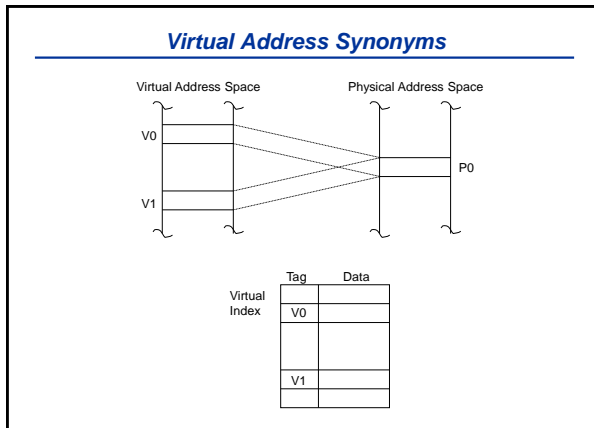 Virtual Address Synonyms
Virtual Address Space
Physical Address Space
V0
P0
V1
Tag
Data
Virtual
Index
V0
V1